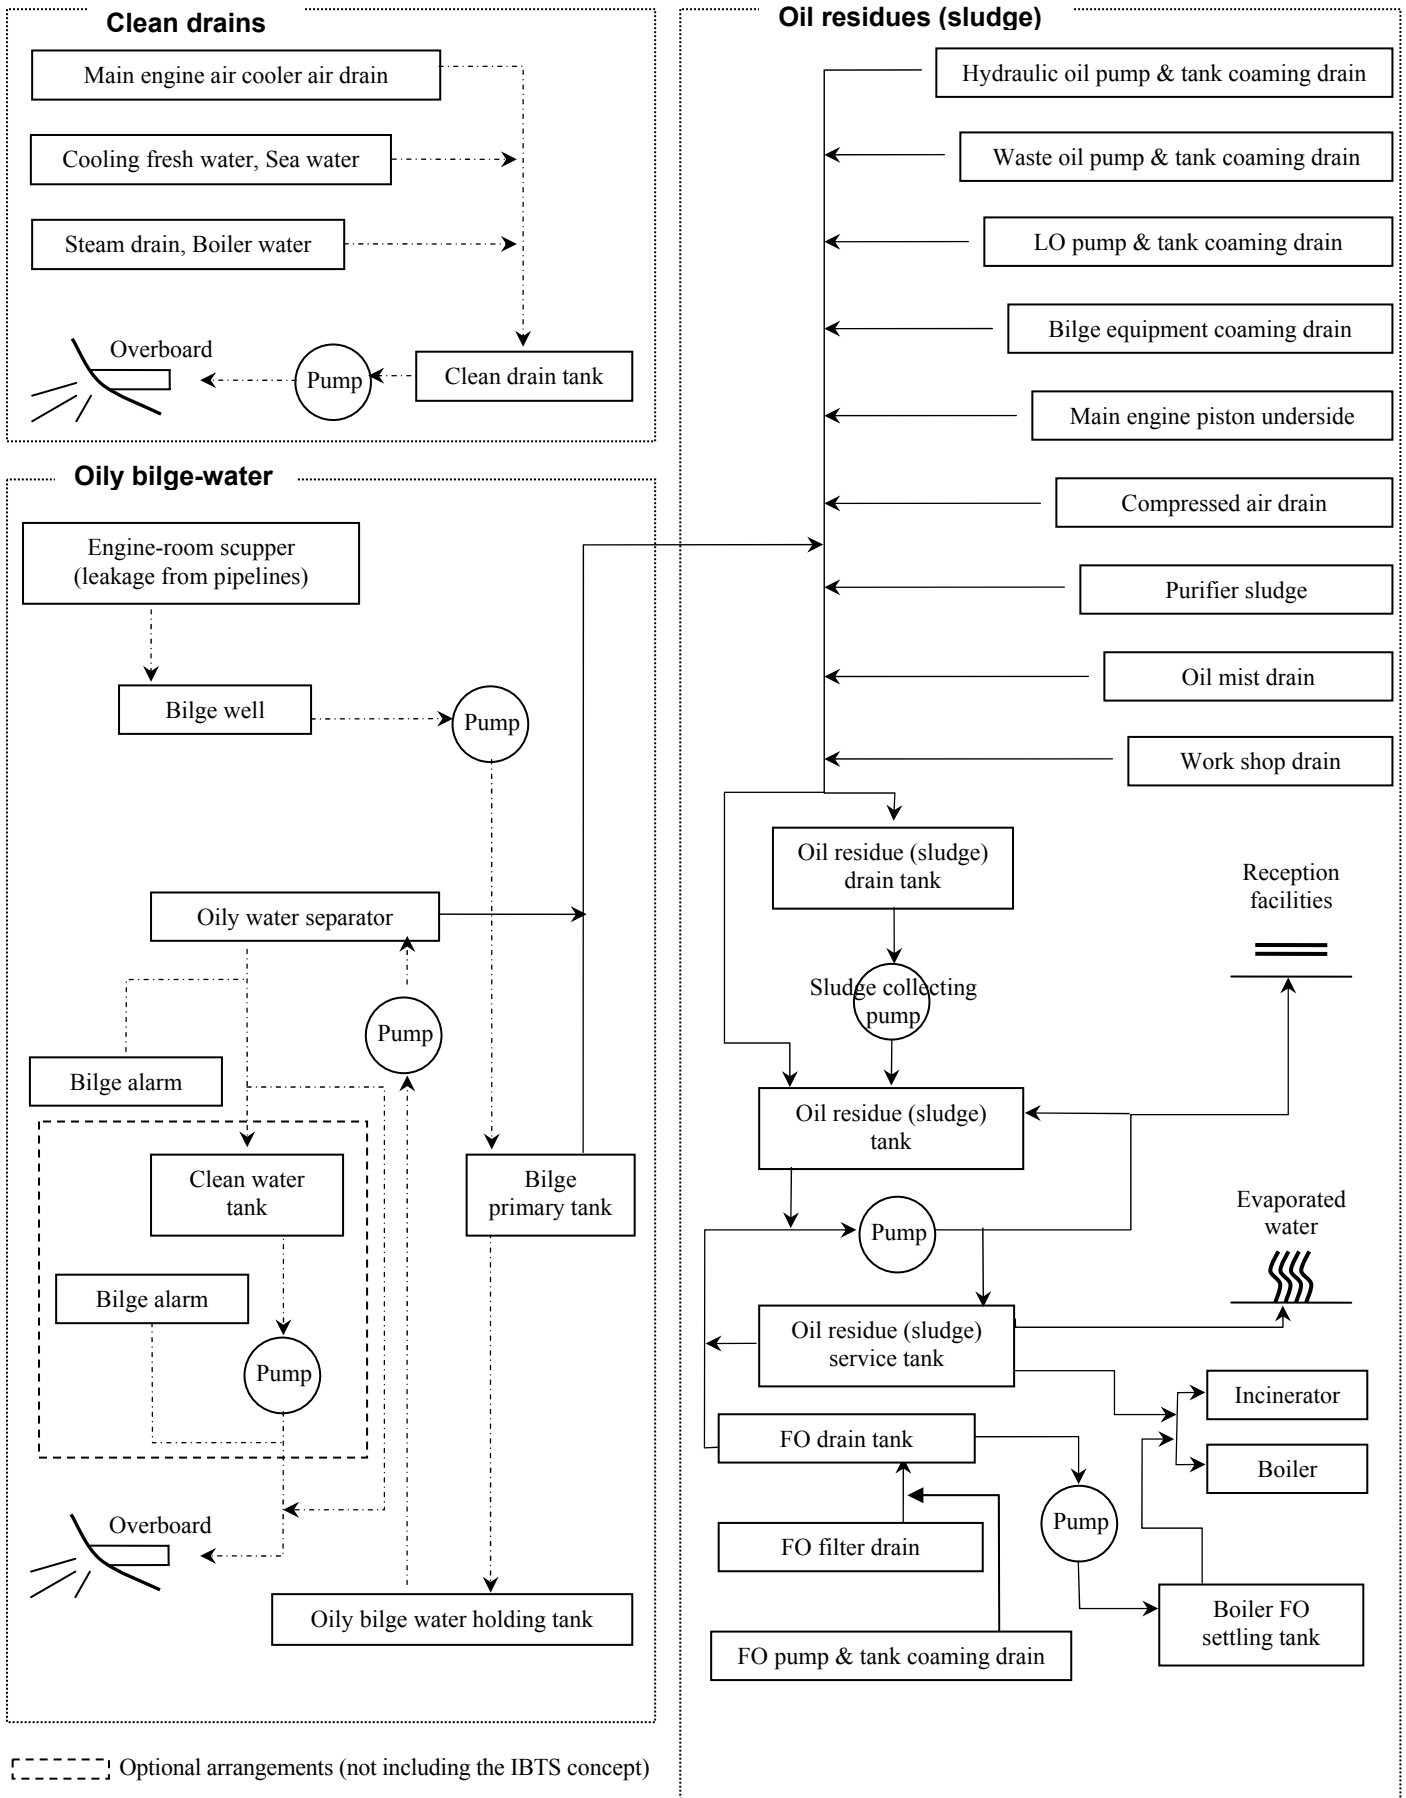 Clean drains
Main engine air cooler air drain
Cooling fresh water, Sea water
Steam drain, Boiler water
Overboard
Pump
Clean drain tank
Oily bilge-water
Engine-room scupper
(leakage from pipelines)
Bilge well
Pump
Oily water separator
Pump
Bilge alarm
Clean water
tank
Bilge
primary tank
Bilge alarm
Pump
Overboard
Oily bilge water holding tank
Optional arrangements (not including the IBTS concept)
Oil residues (sludge)
Hydraulic oil pump & tank coaming drain
Waste oil pump & tank coaming drain
LO pump & tank coaming drain
Bilge equipment coaming drain
Main engine piston underside
Compressed air drain
Purifier sludge
Oil mist drain
Work shop drain
Oil residue (sludge)
drain tank
Reception
facilities
Sludge collecting
pump
Oil residue (sludge)
tank
Pump
Evaporated
water
Oil residue (sludge)
service tank
Incinerator
FO drain tank
Boiler
Pump
FO filter drain
Boiler FO
settling tank
FO pump & tank coaming drain